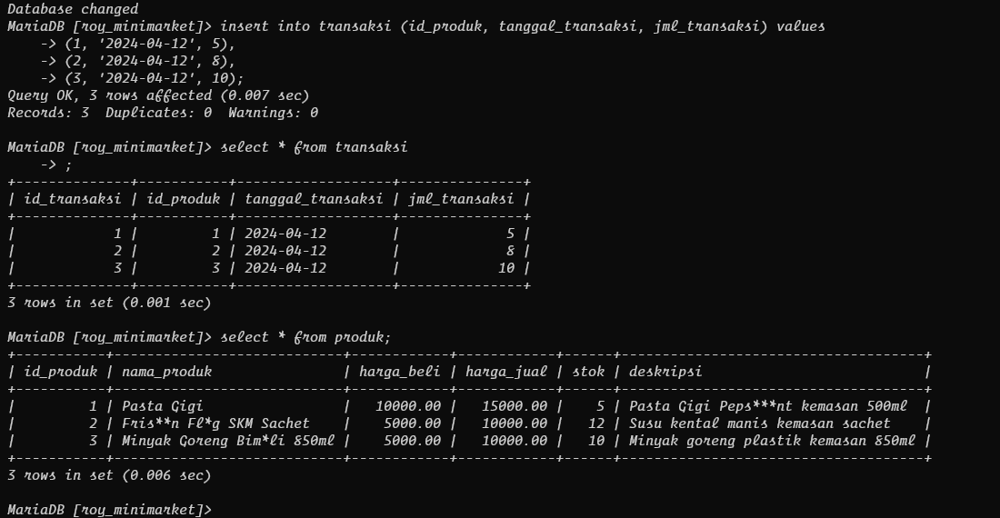 Database changed
MariaDB [roy_minimarket]> insert into transaksi (id_produk, tanggal_transaksi, jml_transaksi) values
    -> (1, '2024-04-12', 5),
    -> (2, '2024-04-12', 8),
    -> (3, '2024-04-12', 10);
Query OK, 3 rows affected (0.007 sec)
Records: 3  Duplicates: 0  Warnings: 0

MariaDB [roy_minimarket]> select * from transaksi
    -> ;
+--------------+-----------+-------------------+---------------+
| id_transaksi | id_produk | tanggal_transaksi | jml_transaksi |
+--------------+-----------+-------------------+---------------+
|            1 |         1 | 2024-04-12        |             5 |
|            2 |         2 | 2024-04-12        |             8 |
|            3 |         3 | 2024-04-12        |            10 |
+--------------+-----------+-------------------+---------------+
3 rows in set (0.001 sec)

MariaDB [roy_minimarket]> select * from produk;
+-----------+----------------------------+------------+------------+------+-------------------------------------+
| id_produk | nama_produk                | harga_beli | harga_jual | stok | deskripsi                           |
+-----------+----------------------------+------------+------------+------+-------------------------------------+
|         1 | Pasta Gigi                 |   10000.00 |   15000.00 |    5 | Pasta Gigi Peps***nt kemasan 500ml  |
|         2 | Fris**n Fl*g SKM Sachet    |    5000.00 |   10000.00 |   12 | Susu kental manis kemasan sachet    |
|         3 | Minyak Goreng Bim*li 850ml |    5000.00 |   10000.00 |   10 | Minyak goreng plastik kemasan 850ml |
+-----------+----------------------------+------------+------------+------+-------------------------------------+
3 rows in set (0.006 sec)

MariaDB [roy_minimarket]>